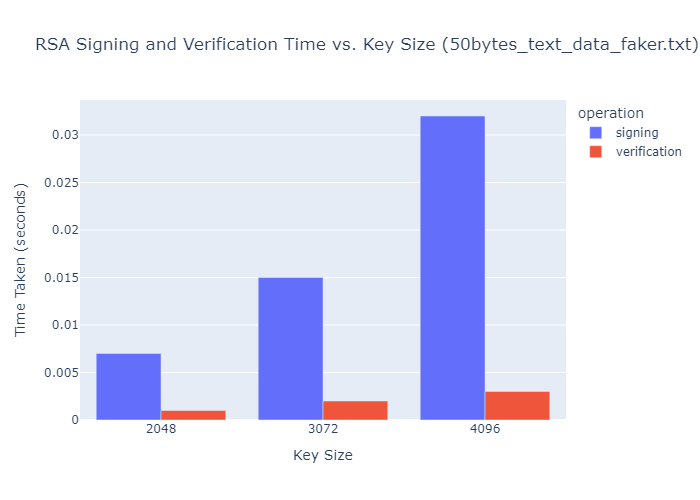 RSA Signing and Verification Time vs. Key Size (50bytes_text_data_faker.txt)
operation
signing
verification
Time Taken (seconds)
0.03
0.025
0.02
0.015
0.01
0.005
0
2048
3072
4096
Key Size